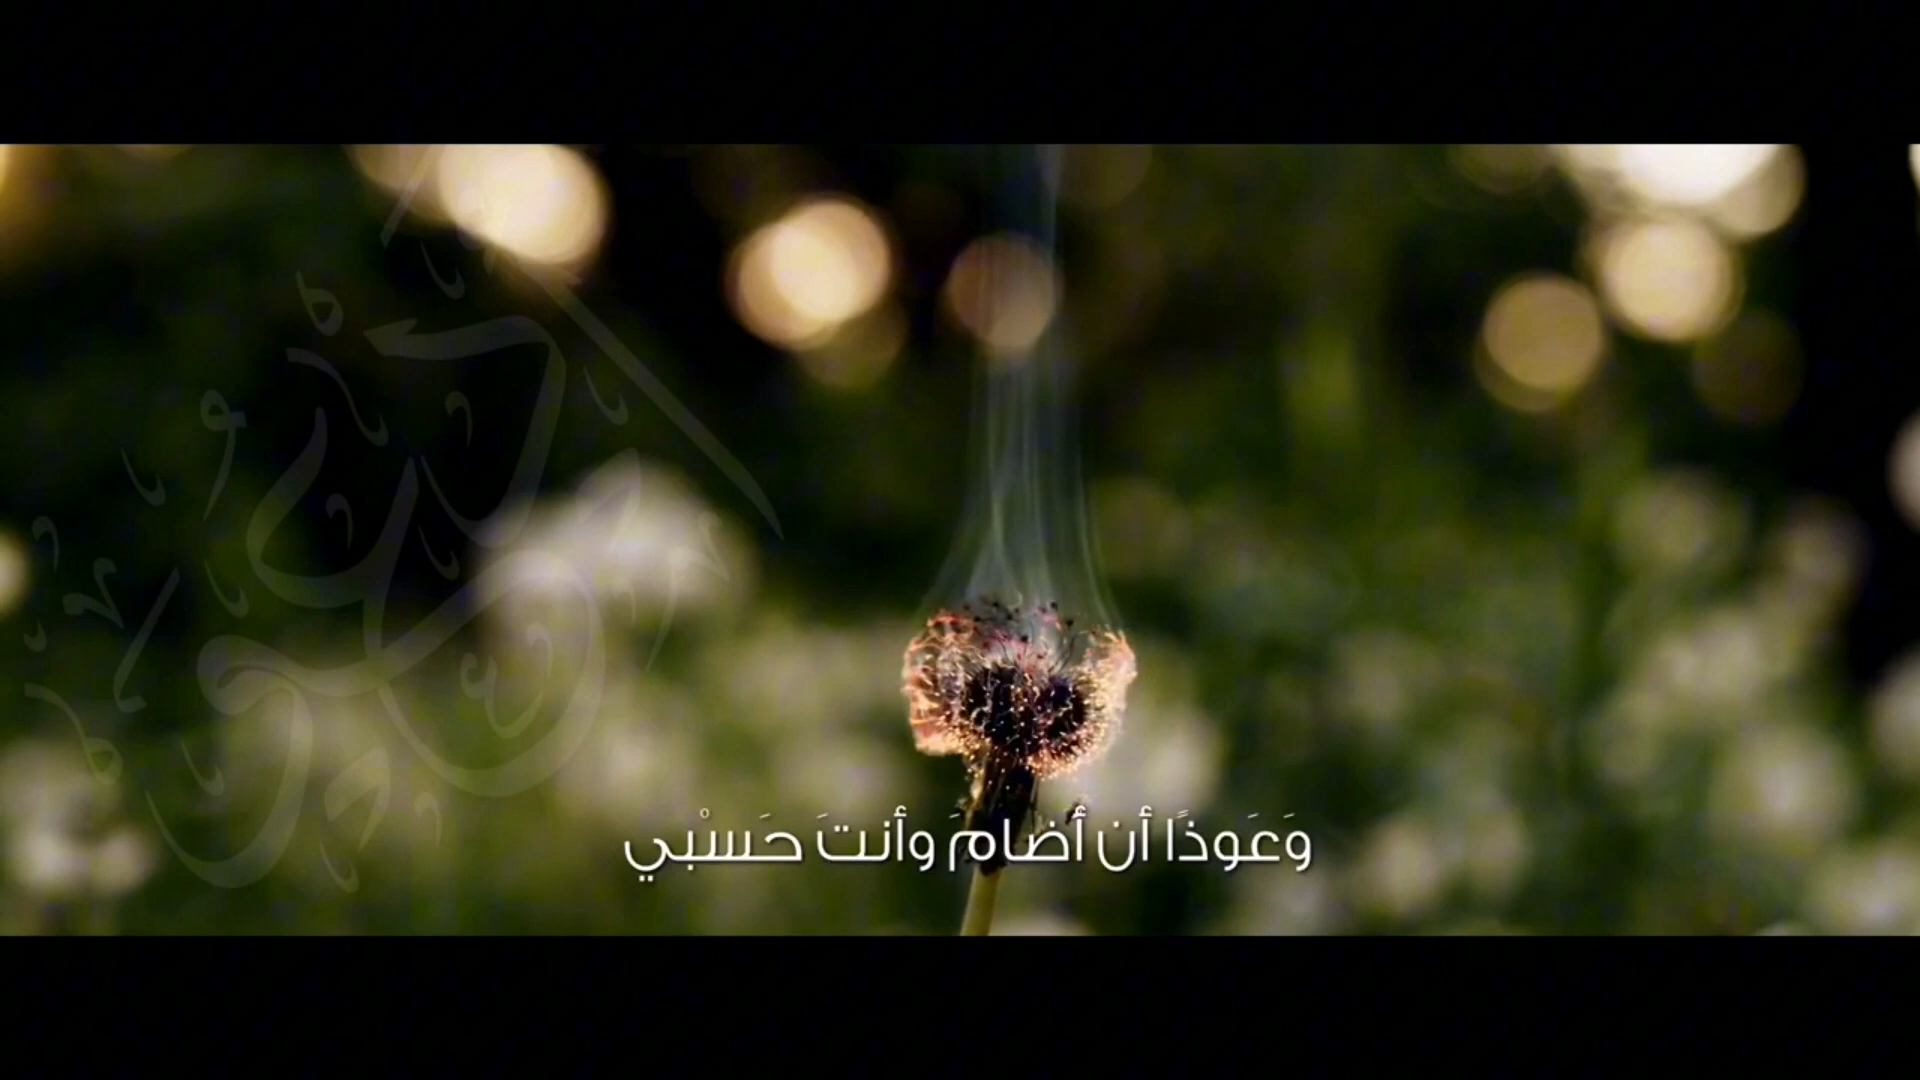 وَعَوذًا أن أضامَ وأنتَ حَسْبي